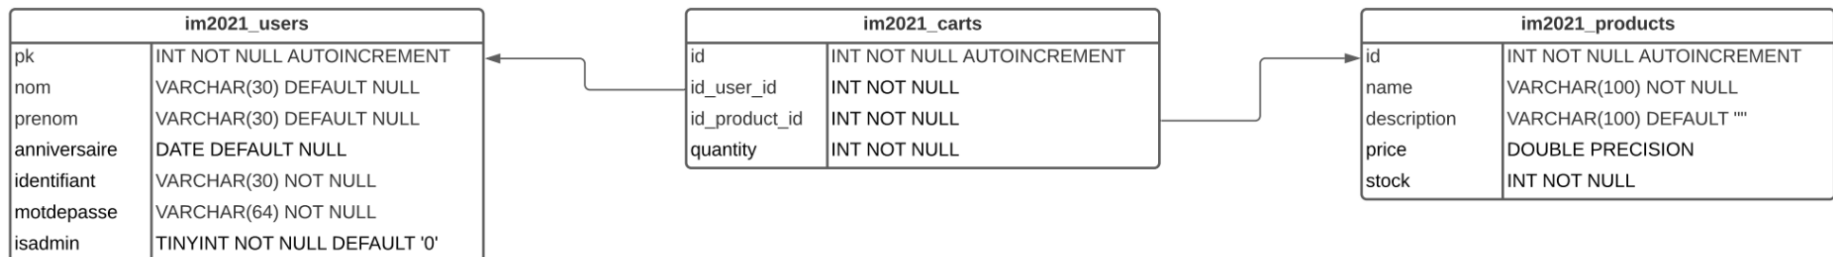 im2021_users
pk INT NOT NULL AUTOINCREMENT
nom VARCHAR(30) DEFAULT NULL
prenom VARCHAR(30) DEFAULT NULL
anniversaire DATE DEFAULT NULL
identifiant VARCHAR(30) NOT NULL
motdepasse VARCHAR(64) NOT NULL
isadmin TINYINT NOT NULL DEFAULT '0'
im2021_carts
id INT NOT NULL AUTOINCREMENT
id_user_id INT NOT NULL
id_product_id INT NOT NULL
quantity INT NOT NULL
im2021_products
id INT NOT NULL AUTOINCREMENT
name VARCHAR(100) NOT NULL
description VARCHAR(100) DEFAULT ""
price DOUBLE PRECISION
stock INT NOT NULL